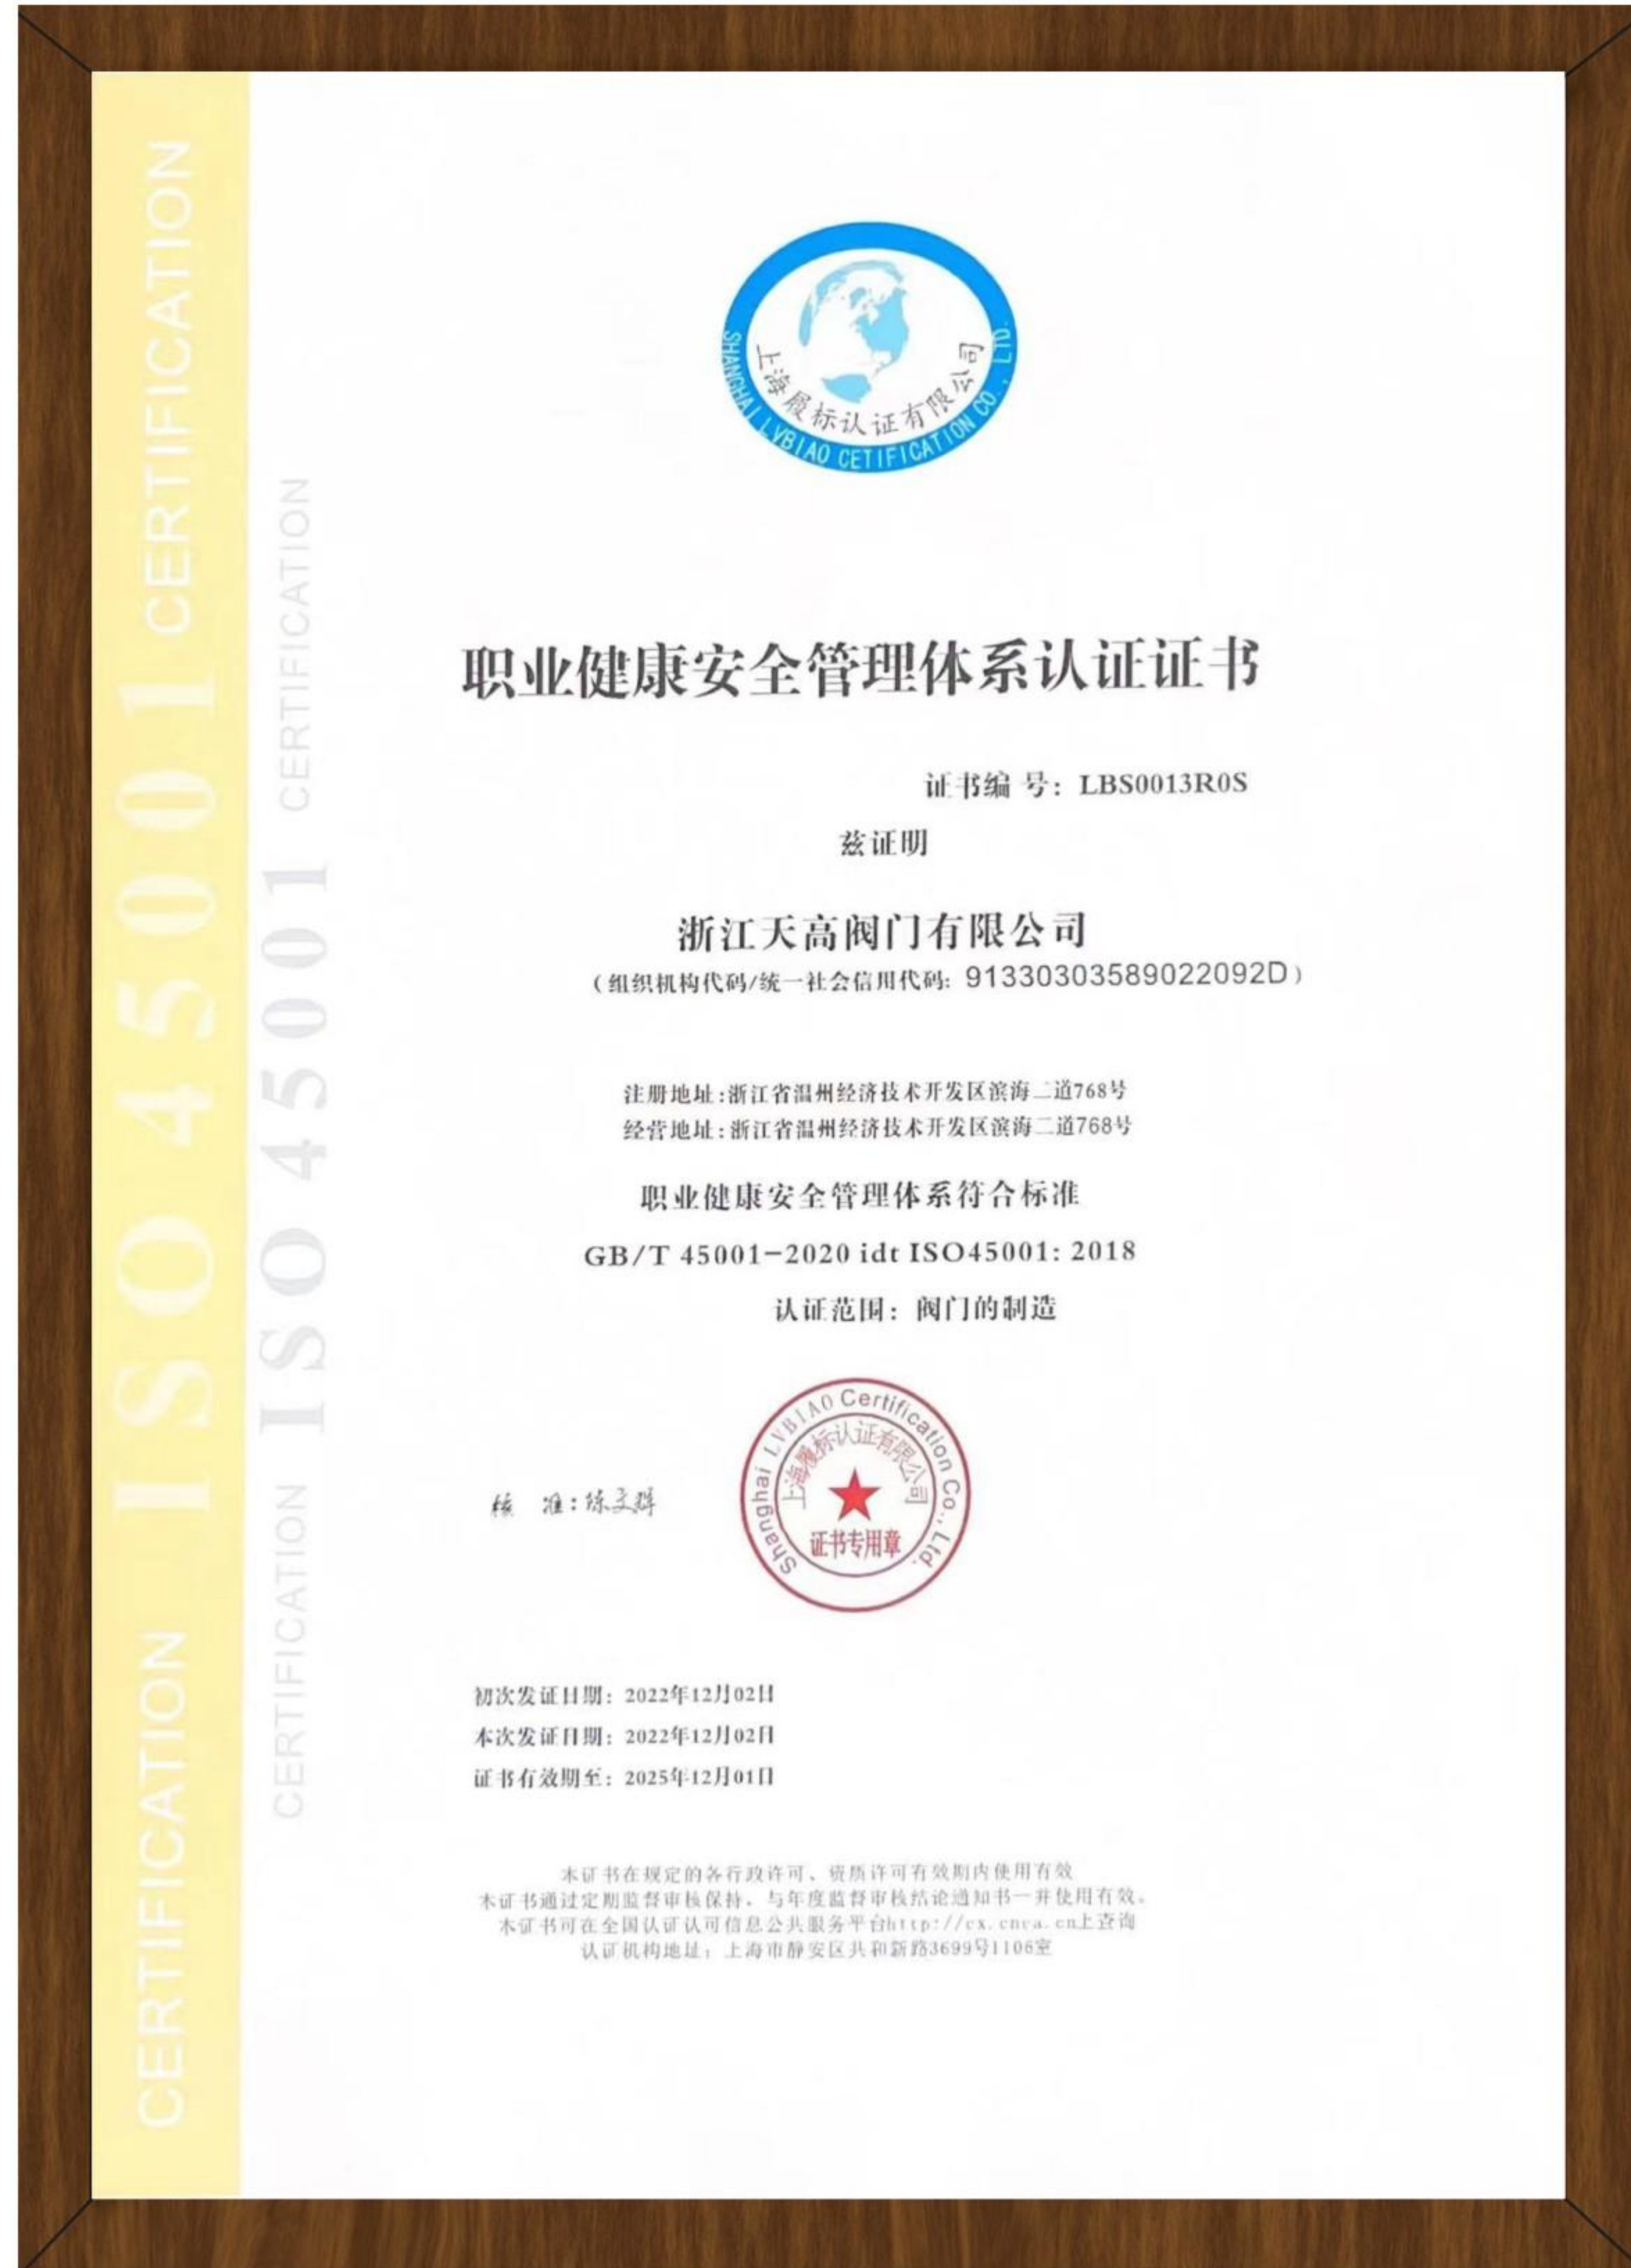 ISO 45001 CERTIFICATION
CERTIFICATION
ISO 45001 CERTIFICATION
CERTIFICATION
上海履标认证有限公司
SHANGHAI LVBIAO CETIFICATION CO., LTD.
职业健康安全管理体系认证证书
证书编 号: LBS0013R0S
兹证明
浙江天高阀门有限公司
(组织机构代码/统一社会信用代码: 91330303589022092D)
注册地址:浙江省温州经济技术开发区滨海二道768号
经营地址:浙江省温州经济技术开发区滨海二道768号
职业健康安全管理体系符合标准
GB/T 45001-2020 idt ISO45001: 2018
认证范围: 阀门的制造
核 准:陈文辉
Shanghai LVBIAO Certification Co., Ltd.
上海履标认证有限公司
证书专用章
初次发证日期: 2022年12月02日
本次发证日期: 2022年12月02日
证书有效期至: 2025年12月01日
本证书在规定的各行政许可、资质许可有效期内使用有效
本证书通过定期监督审核保持, 与年度监督审核结论通知书一并使用有效。
本证书可在全国认证认可信息公共服务平台http://cx.cnca.cn上查询
认证机构地址: 上海市静安区共和新路3699号1106室